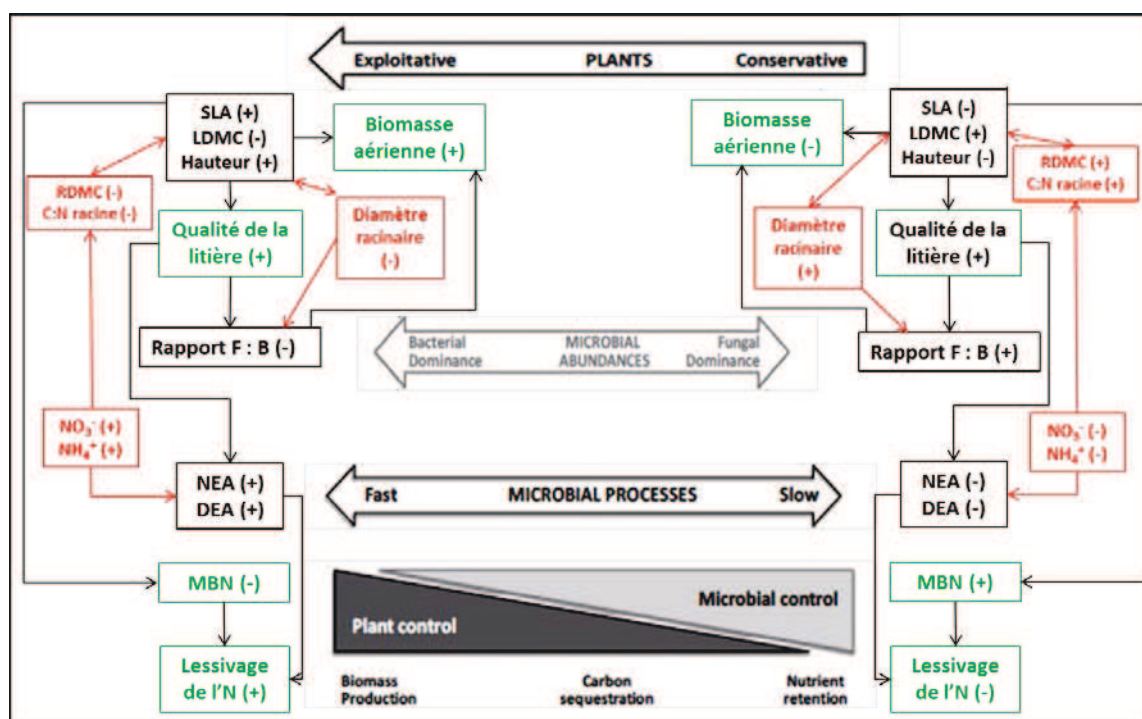 Exploitative PLANTS Conservative
SLA (+)
LDMC (-)
Hauteur (+)
Biomasse
aérienne (+)
RDMC (-)
C:N racine (-)
Qualité de la
litière (+)
Diamètre
racinaire
(-)
Rapport F : B (-)
NO₃⁻ (+)
NH₄⁺ (+)
NEA (+)
DEA (+)
MBN (-)
Lessivage
de l'N (+)
Bacterial MICROBIAL Fungal
Dominance ABUNDANCES Dominance
Fast MICROBIAL PROCESSES Slow
Microbial control
Plant control
Biomass Carbon Nutrient
Production sequestration retention
Biomasse
aérienne (-)
SLA (-)
LDMC (+)
Hauteur (-)
RDMC (+)
C:N racine (+)
Diamètre
racinaire
(+)
Qualité de la
litière (+)
Rapport F : B (+)
NO₃⁻ (-)
NH₄⁺ (-)
NEA (-)
DEA (-)
MBN (+)
Lessivage
de l'N (-)